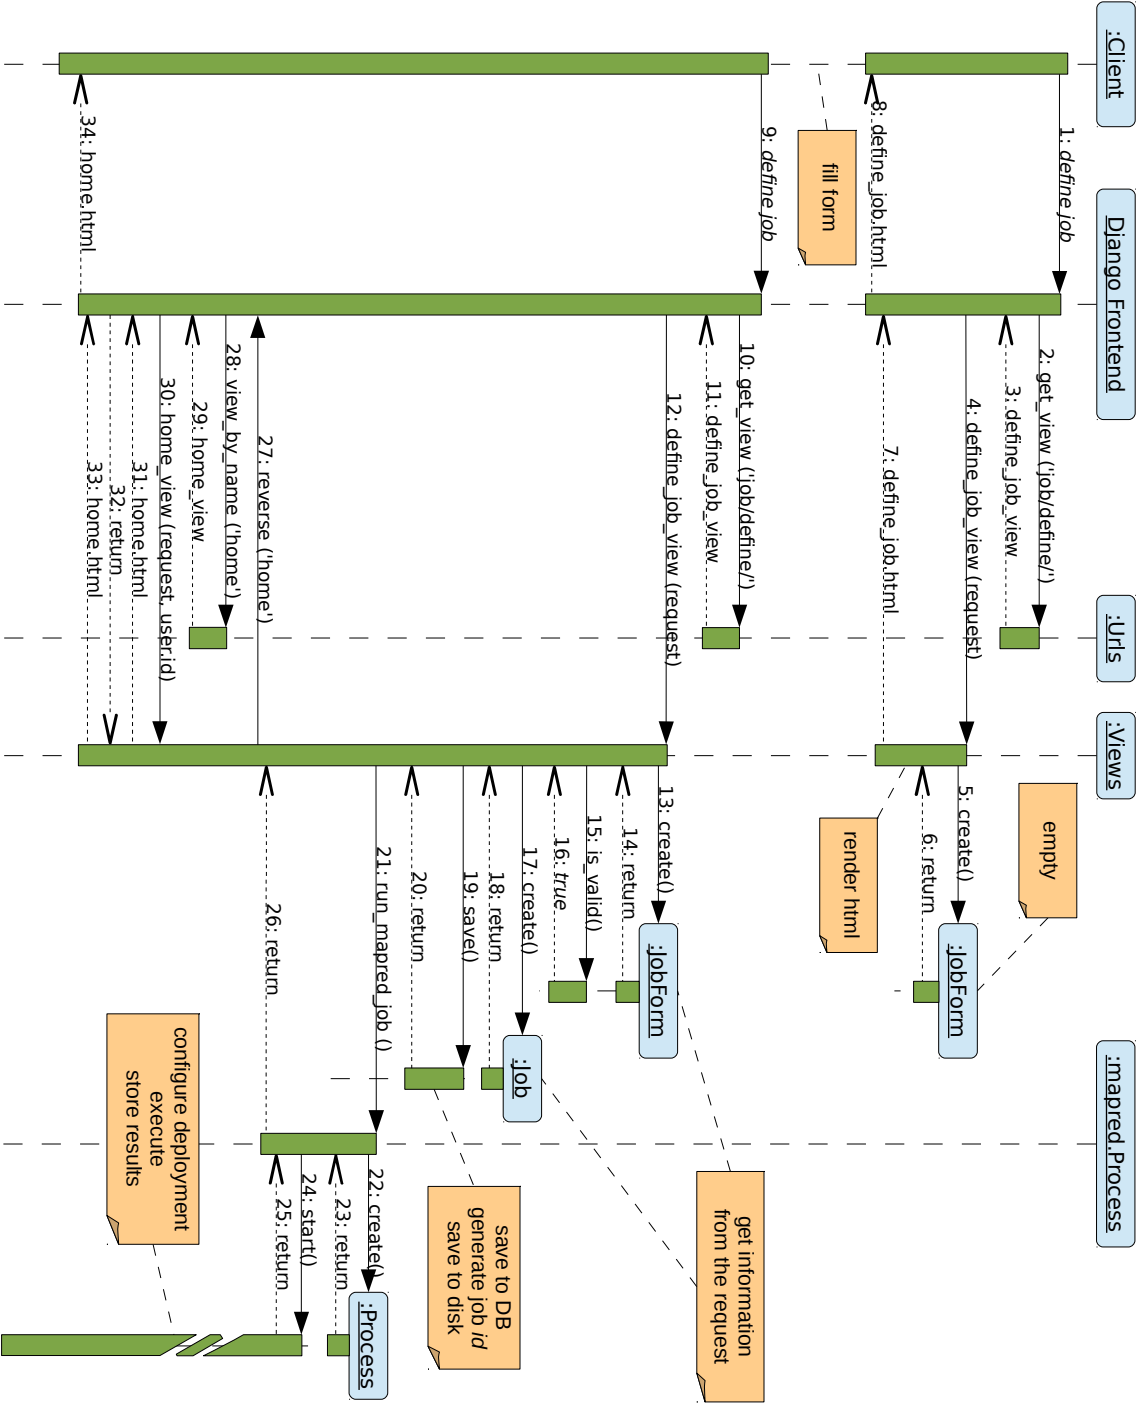 :Client
Django Frontend
:Urls
:Views
:mapred.Process
1: define job
2: get_view ('job/define/')
3: define_job_view
4: define_job_view (request)
5: create()
empty
:JobForm
6: return
render html
7: define_job.html
8: define_job.html
fill form
9: define job
10: get_view ('job/define/')
11: define_job_view
12: define_job_view (request)
13: create()
:JobForm
14: return
get information
from the request
15: is_valid()
16: true
17: create()
:Job
18: return
19: save()
20: return
save to DB
generate job id
save to disk
21: run_mapred_job ()
22: create()
:Process
23: return
24: start()
25: return
26: return
configure deployment
execute
store results
27: reverse ('home')
28: view_by_name ('home')
29: home_view
30: home_view (request, user.id)
31: home.html
32: return
33: home.html
34: home.html